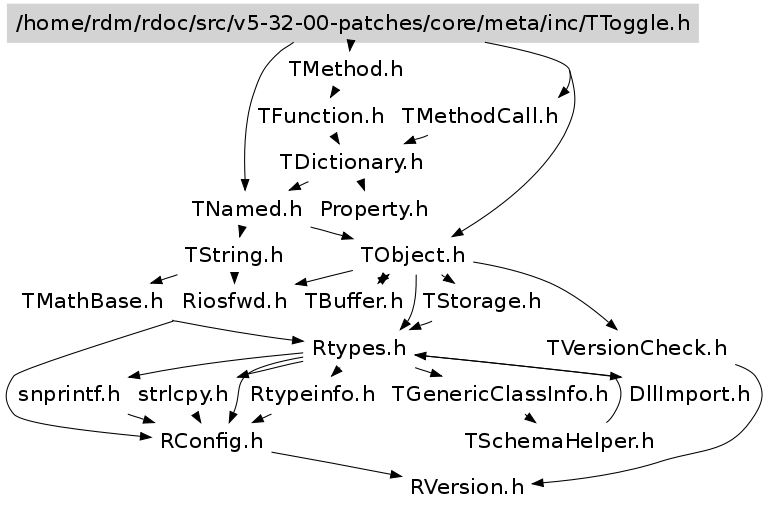 /home/rdm/rdoc/src/v5-32-00-patches/core/meta/inc/TToggle.h
TMethod.h
TFunction.h TMethodCall.h
TDictionary.h
TNamed.h Property.h
TString.h TObject.h
TMathBase.h Riosfwd.h TBuffer.h TStorage.h
Rtypes.h TVersionCheck.h
snprintf.h strlcpy.h Rtypeinfo.h TGenericClassInfo.h DllImport.h
RConfig.h TSchemaHelper.h
RVersion.h